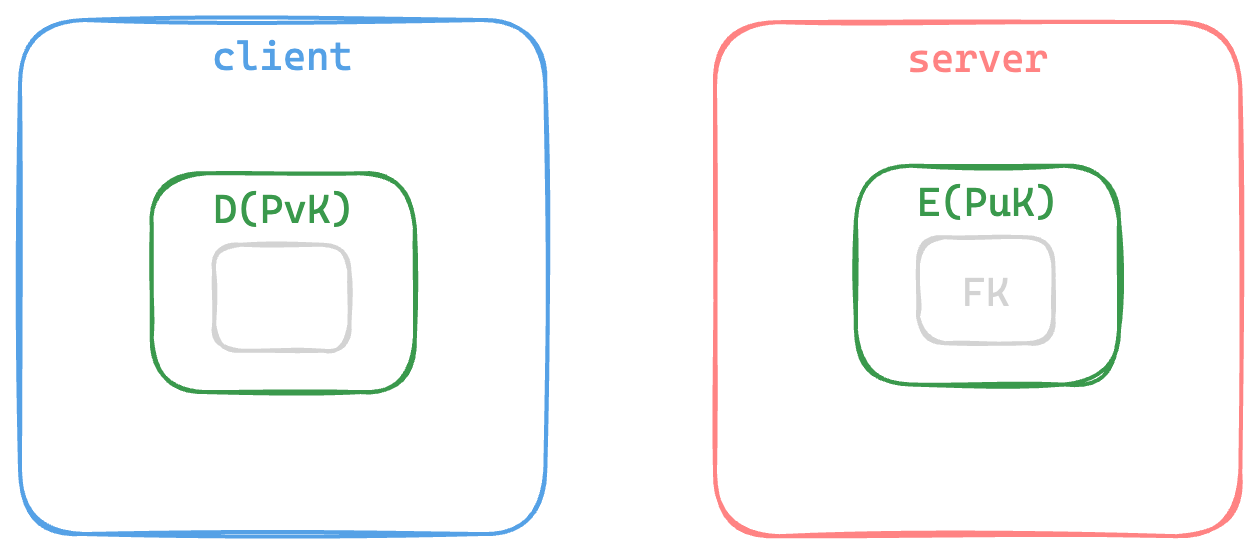 client
D(PvK)
server
E(PuK)
FK